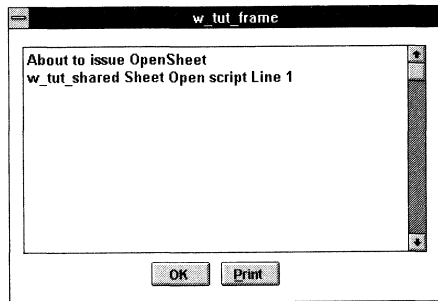 w_tut_frame
About to issue OpenSheet
w_tut_shared Sheet Open script Line 1
OK
Print